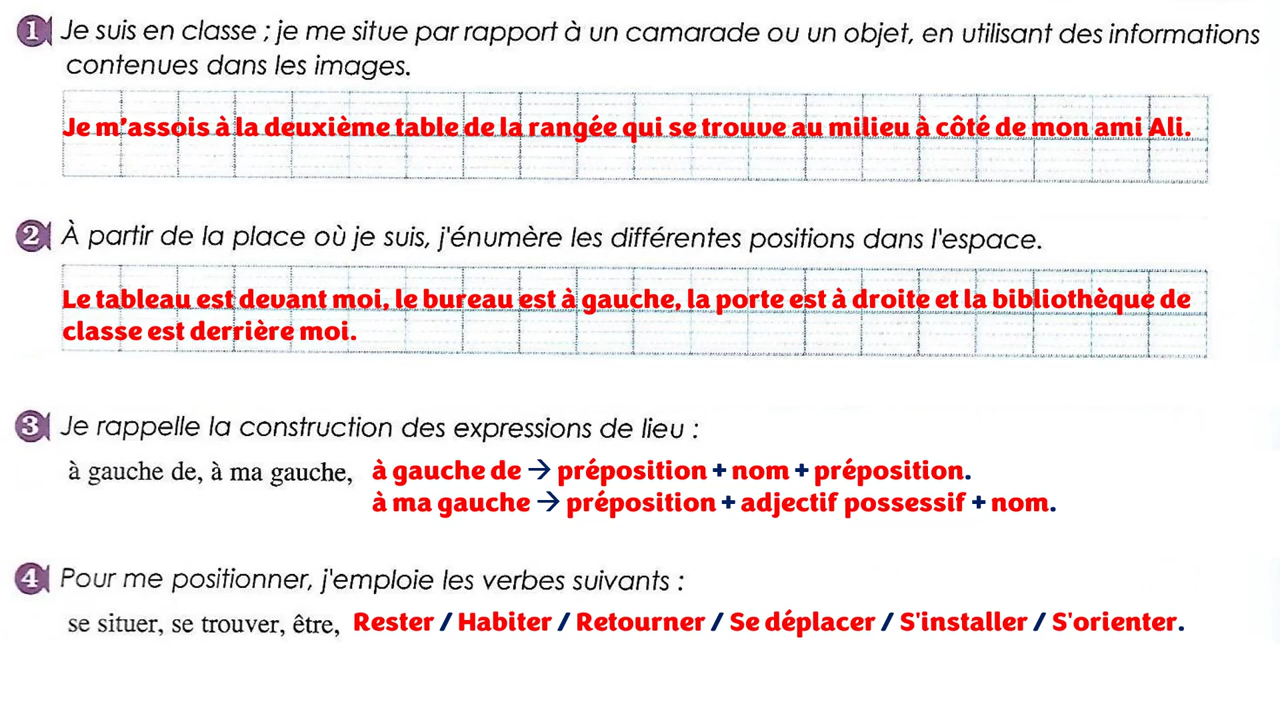 1 Je suis en classe ; je me situe par rapport à un camarade ou un objet, en utilisant des informations
contenues dans les images.
Je m'assois à la deuxième table de la rangée qui se trouve au milieu à côté de mon ami Ali.
2 À partir de la place où je suis, j'énumère les différentes positions dans l'espace.
Le tableau est devant moi, le bureau est à gauche, la porte est à droite et la bibliothèque de
classe est derrière moi.
3 Je rappelle la construction des expressions de lieu :
à gauche de, à ma gauche, à gauche de → préposition + nom + préposition.
à ma gauche → préposition + adjectif possessif + nom.
4 Pour me positionner, j'emploie les verbes suivants :
se situer, se trouver, être, Rester / Habiter / Retourner / Se déplacer / S'installer / S'orienter.